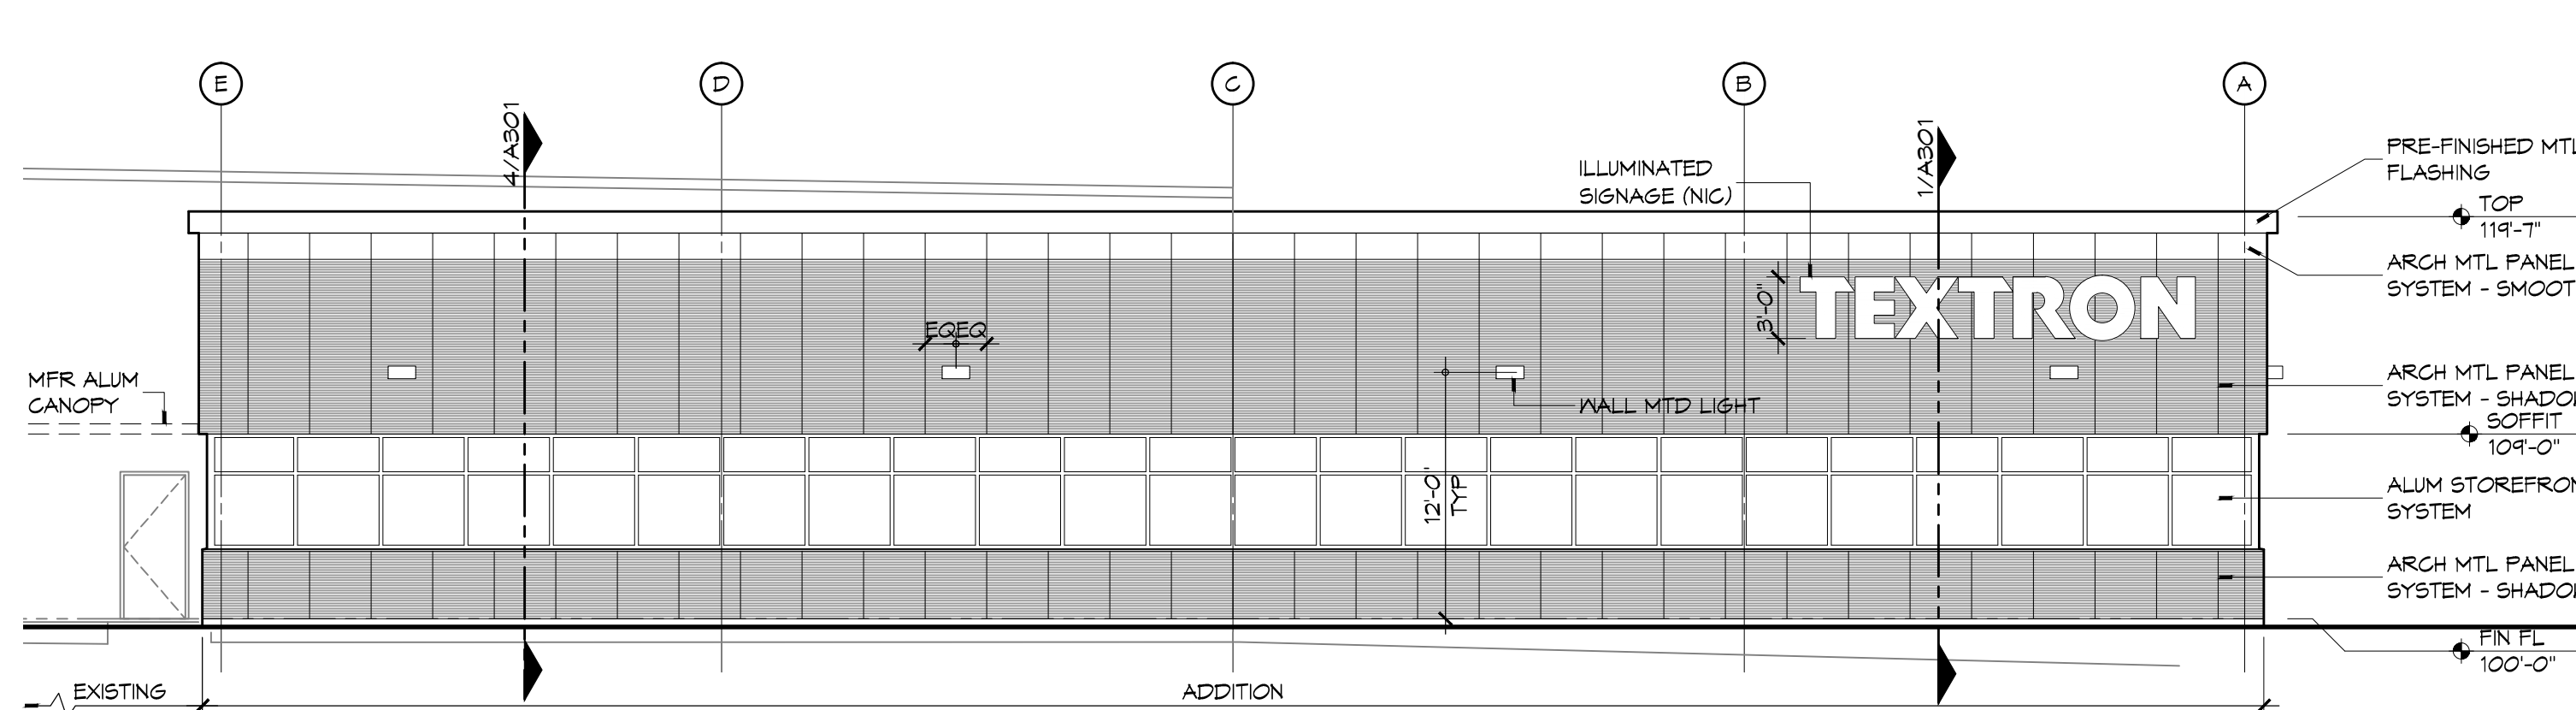 E
D
C
B
A
4/A301
1/A301
ILLUMINATED
SIGNAGE (NIC)
PRE-FINISHED MTL
FLASHING
TOP
119'-7"
ARCH MTL PANEL
SYSTEM - SMOOT
TEXTRON
3'-0"
EQEQ
MFR ALUM
CANOPY
WALL MTD LIGHT
ARCH MTL PANEL
SYSTEM - SHADO
SOFFIT
109'-0"
12'-0"
TYP
ALUM STOREFRON
SYSTEM
ARCH MTL PANEL
SYSTEM - SHADO
FIN FL
100'-0"
EXISTING
ADDITION